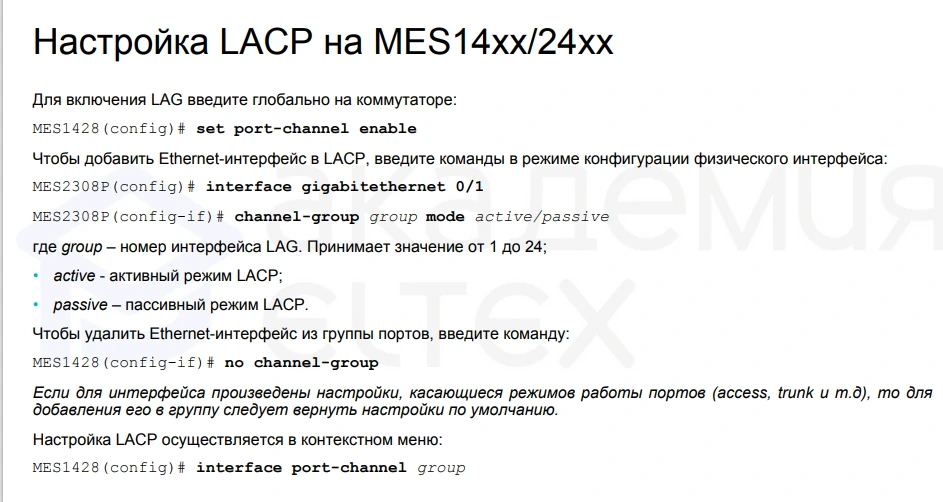 Настройка LACP на MES14xx/24xx
Для включения LAG введите глобально на коммутаторе:
MES1428(config)# set port-channel enable
Чтобы добавить Ethernet-интерфейс в LACP, введите команды в режиме конфигурации физического интерфейса:
MES2308P(config)# interface gigabitethernet 0/1
MES2308P(config-if)# channel-group group mode active/passive
где group – номер интерфейса LAG. Принимает значение от 1 до 24;
• active - активный режим LACP;
• passive – пассивный режим LACP.
Чтобы удалить Ethernet-интерфейс из группы портов, введите команду:
MES1428(config-if)# no channel-group
Если для интерфейса произведены настройки, касающиеся режимов работы портов (access, trunk и т.д), то для
добавления его в группу следует вернуть настройки по умолчанию.
Настройка LACP осуществляется в контекстном меню:
MES1428(config)# interface port-channel group
академия
ELTEX